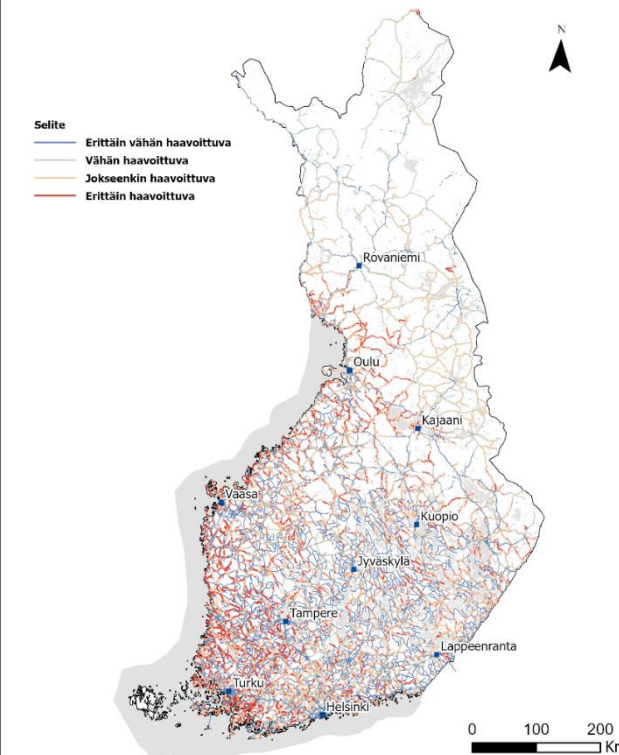 N
Selite
Erittäin vähän haavoittuva
Vähän haavoittuva
Jokseenkin haavoittuva
Erittäin haavoittuva
Rovaniemi
Oulu
Kajaani
Vaasa
Kuopio
Jyväskylä
Tampere
Lappeenranta
Turku
Helsinki
0 100 200
Km